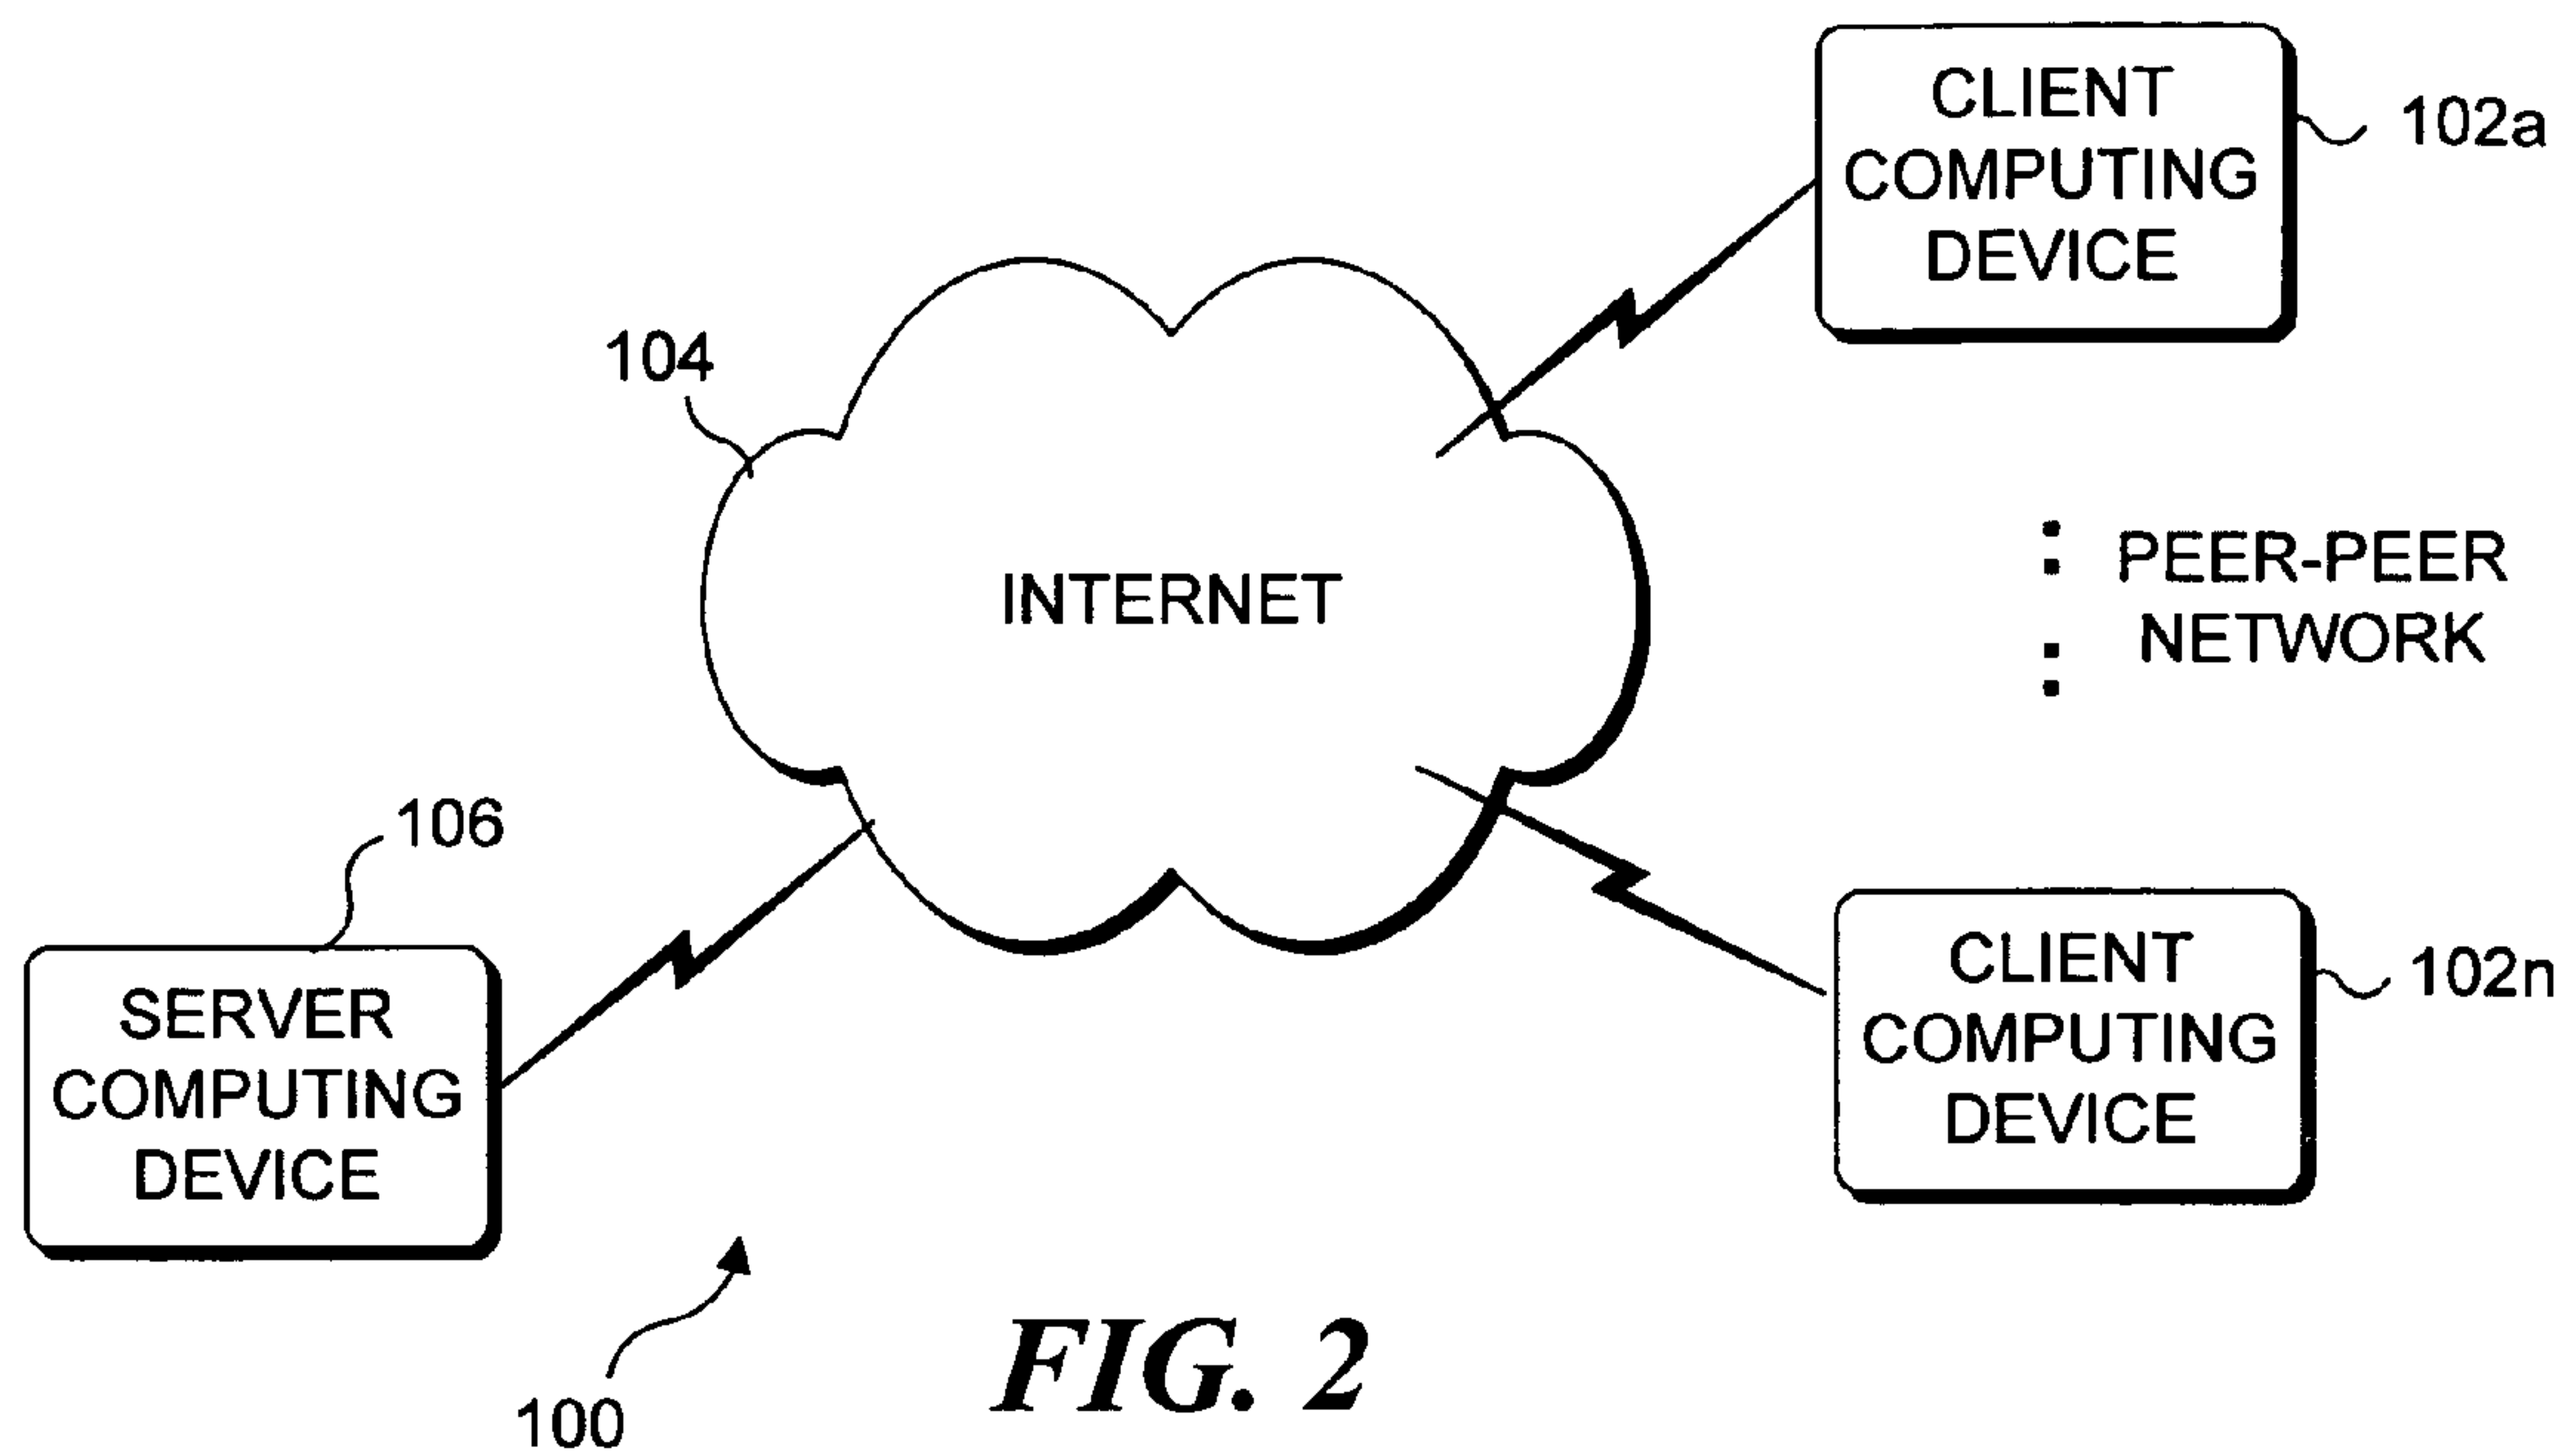 CLIENT
COMPUTING
DEVICE
102a
104
INTERNET
PEER-PEER
NETWORK
106
SERVER
COMPUTING
DEVICE
CLIENT
COMPUTING
DEVICE
102n
100
FIG. 2